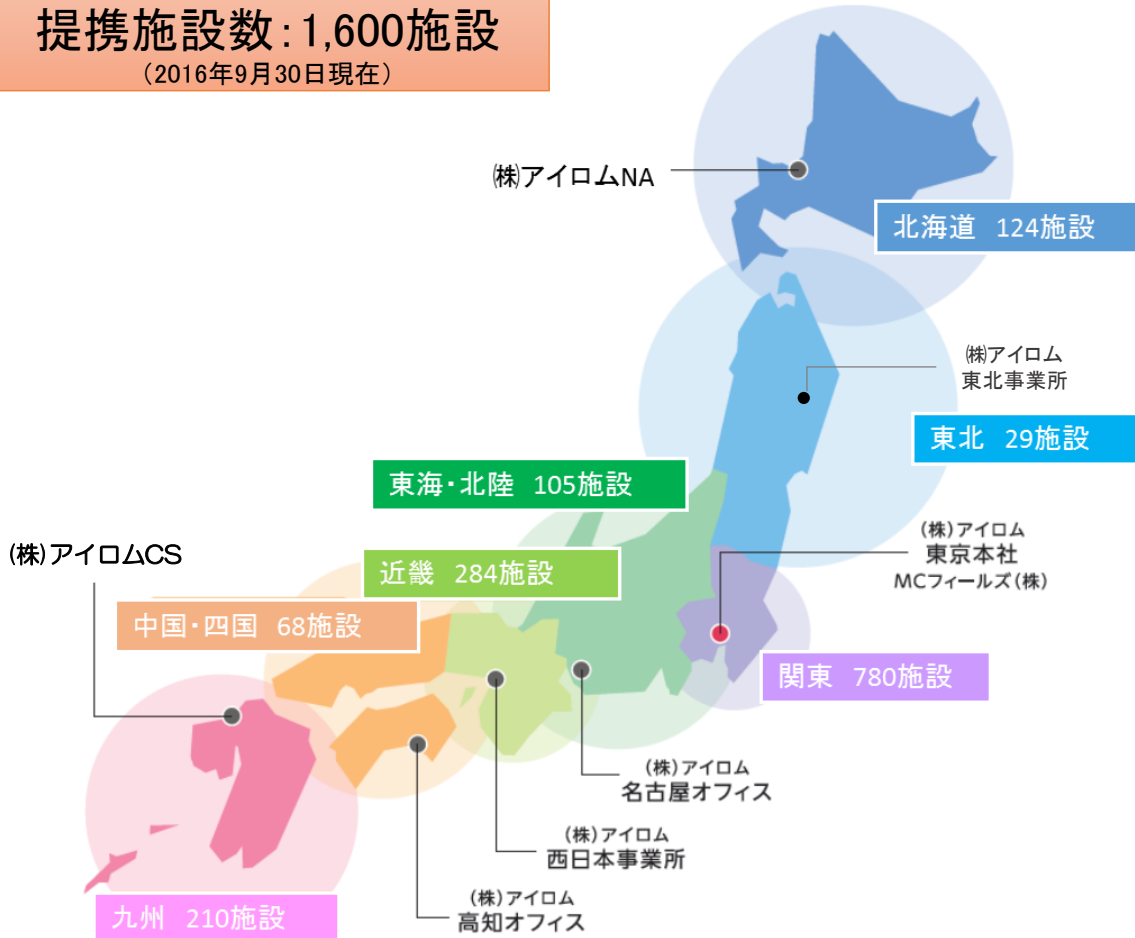 提携施設数：1,600施設
（2016年9月30日現在）
㈱アイロムNA
北海道 124施設
㈱アイロム
東北事業所
東北 29施設
東海・北陸 105施設
(株)アイロム
東京本社
MCフィールズ(株)
(株)アイロムCS
近畿 284施設
中国・四国 68施設
関東 780施設
(株)アイロム
名古屋オフィス
(株)アイロム
西日本事業所
(株)アイロム
高知オフィス
九州 210施設